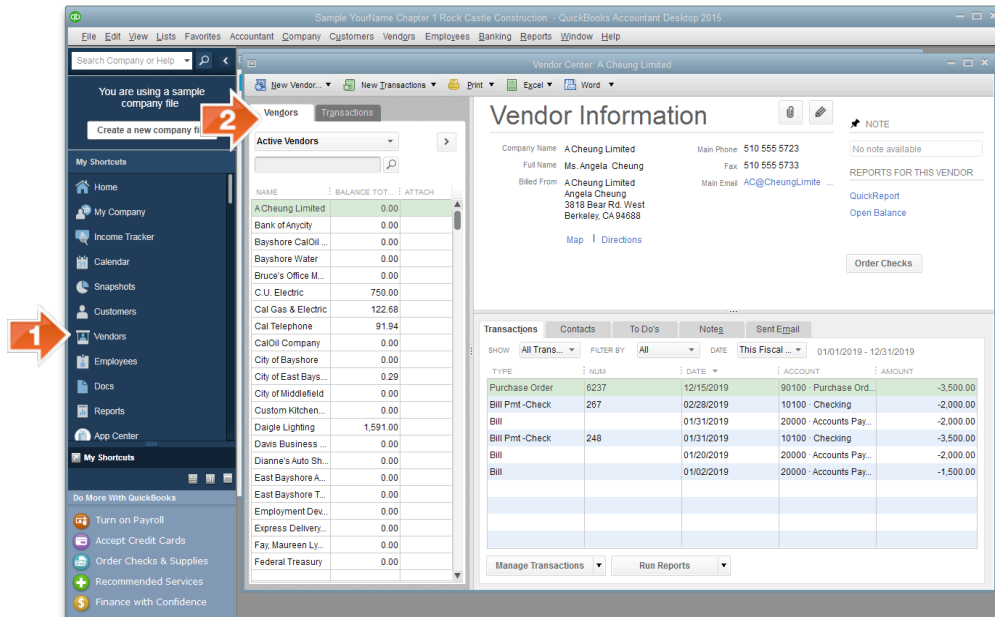 qb
Sample YourName Chapter 1 Rock Castle Construction - QuickBooks Accountant Desktop 2015
File Edit View Lists Favorites Accountant Company Customers Vendors Employees Banking Reports Window Help
Search Company or Help
You are using a sample
company file
Create a new company fi
My Shortcuts
Home
My Company
Income Tracker
Calendar
Snapshots
Customers
1
Vendors
Employees
Docs
Reports
App Center
My Shortcuts
Do More With QuickBooks
Turn on Payroll
Accept Credit Cards
Order Checks & Supplies
Recommended Services
Finance with Confidence
Vendor Center: A Cheung Limited
New Vendor... New Transactions Print Excel Word
2
Vendors Transactions
Active Vendors
NAME BALANCE TOT... ATTACH
A Cheung Limited 0.00
Bank of Anycity 0.00
Bayshore CalOil ... 0.00
Bayshore Water 0.00
Bruce's Office M... 0.00
C.U. Electric 750.00
Cal Gas & Electric 122.68
Cal Telephone 91.94
CalOil Company 0.00
City of Bayshore 0.00
City of East Bays... 0.29
City of Middlefield 0.00
Custom Kitchen... 0.00
Daigle Lighting 1,591.00
Davis Business ... 0.00
Dianne's Auto Sh... 0.00
East Bayshore A... 0.00
East Bayshore T... 0.00
Employment Dev... 0.00
Express Delivery... 0.00
Fay, Maureen Ly... 0.00
Federal Treasury 0.00
Vendor Information
Company Name A Cheung Limited
Full Name Ms. Angela Cheung
Billed From A Cheung Limited
Angela Cheung
3818 Bear Rd. West
Berkeley, CA 94688
Map | Directions
Main Phone 510 555 5723
Fax 510 555 5733
Main Email AC@CheungLimite ...
NOTE
No note available
REPORTS FOR THIS VENDOR
QuickReport
Open Balance
Order Checks
Transactions Contacts To Do's Notes Sent Email
SHOW All Trans... FILTER BY All DATE This Fiscal ... 01/01/2019 - 12/31/2019
TYPE NUM DATE ACCOUNT AMOUNT
Purchase Order 6237 12/15/2019 90100 · Purchase Ord... -3,500.00
Bill Pmt -Check 267 02/28/2019 10100 · Checking -2,000.00
Bill 01/31/2019 20000 · Accounts Pay... -2,000.00
Bill Pmt -Check 248 01/31/2019 10100 · Checking -3,500.00
Bill 01/20/2019 20000 · Accounts Pay... -2,000.00
Bill 01/02/2019 20000 · Accounts Pay... -1,500.00
Manage Transactions Run Reports